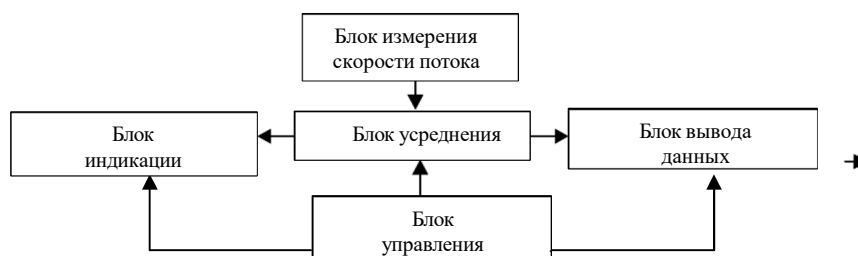 Блок измерения
скорости потока
Блок
индикации
Блок усреднения
Блок вывода
данных
Блок
управления